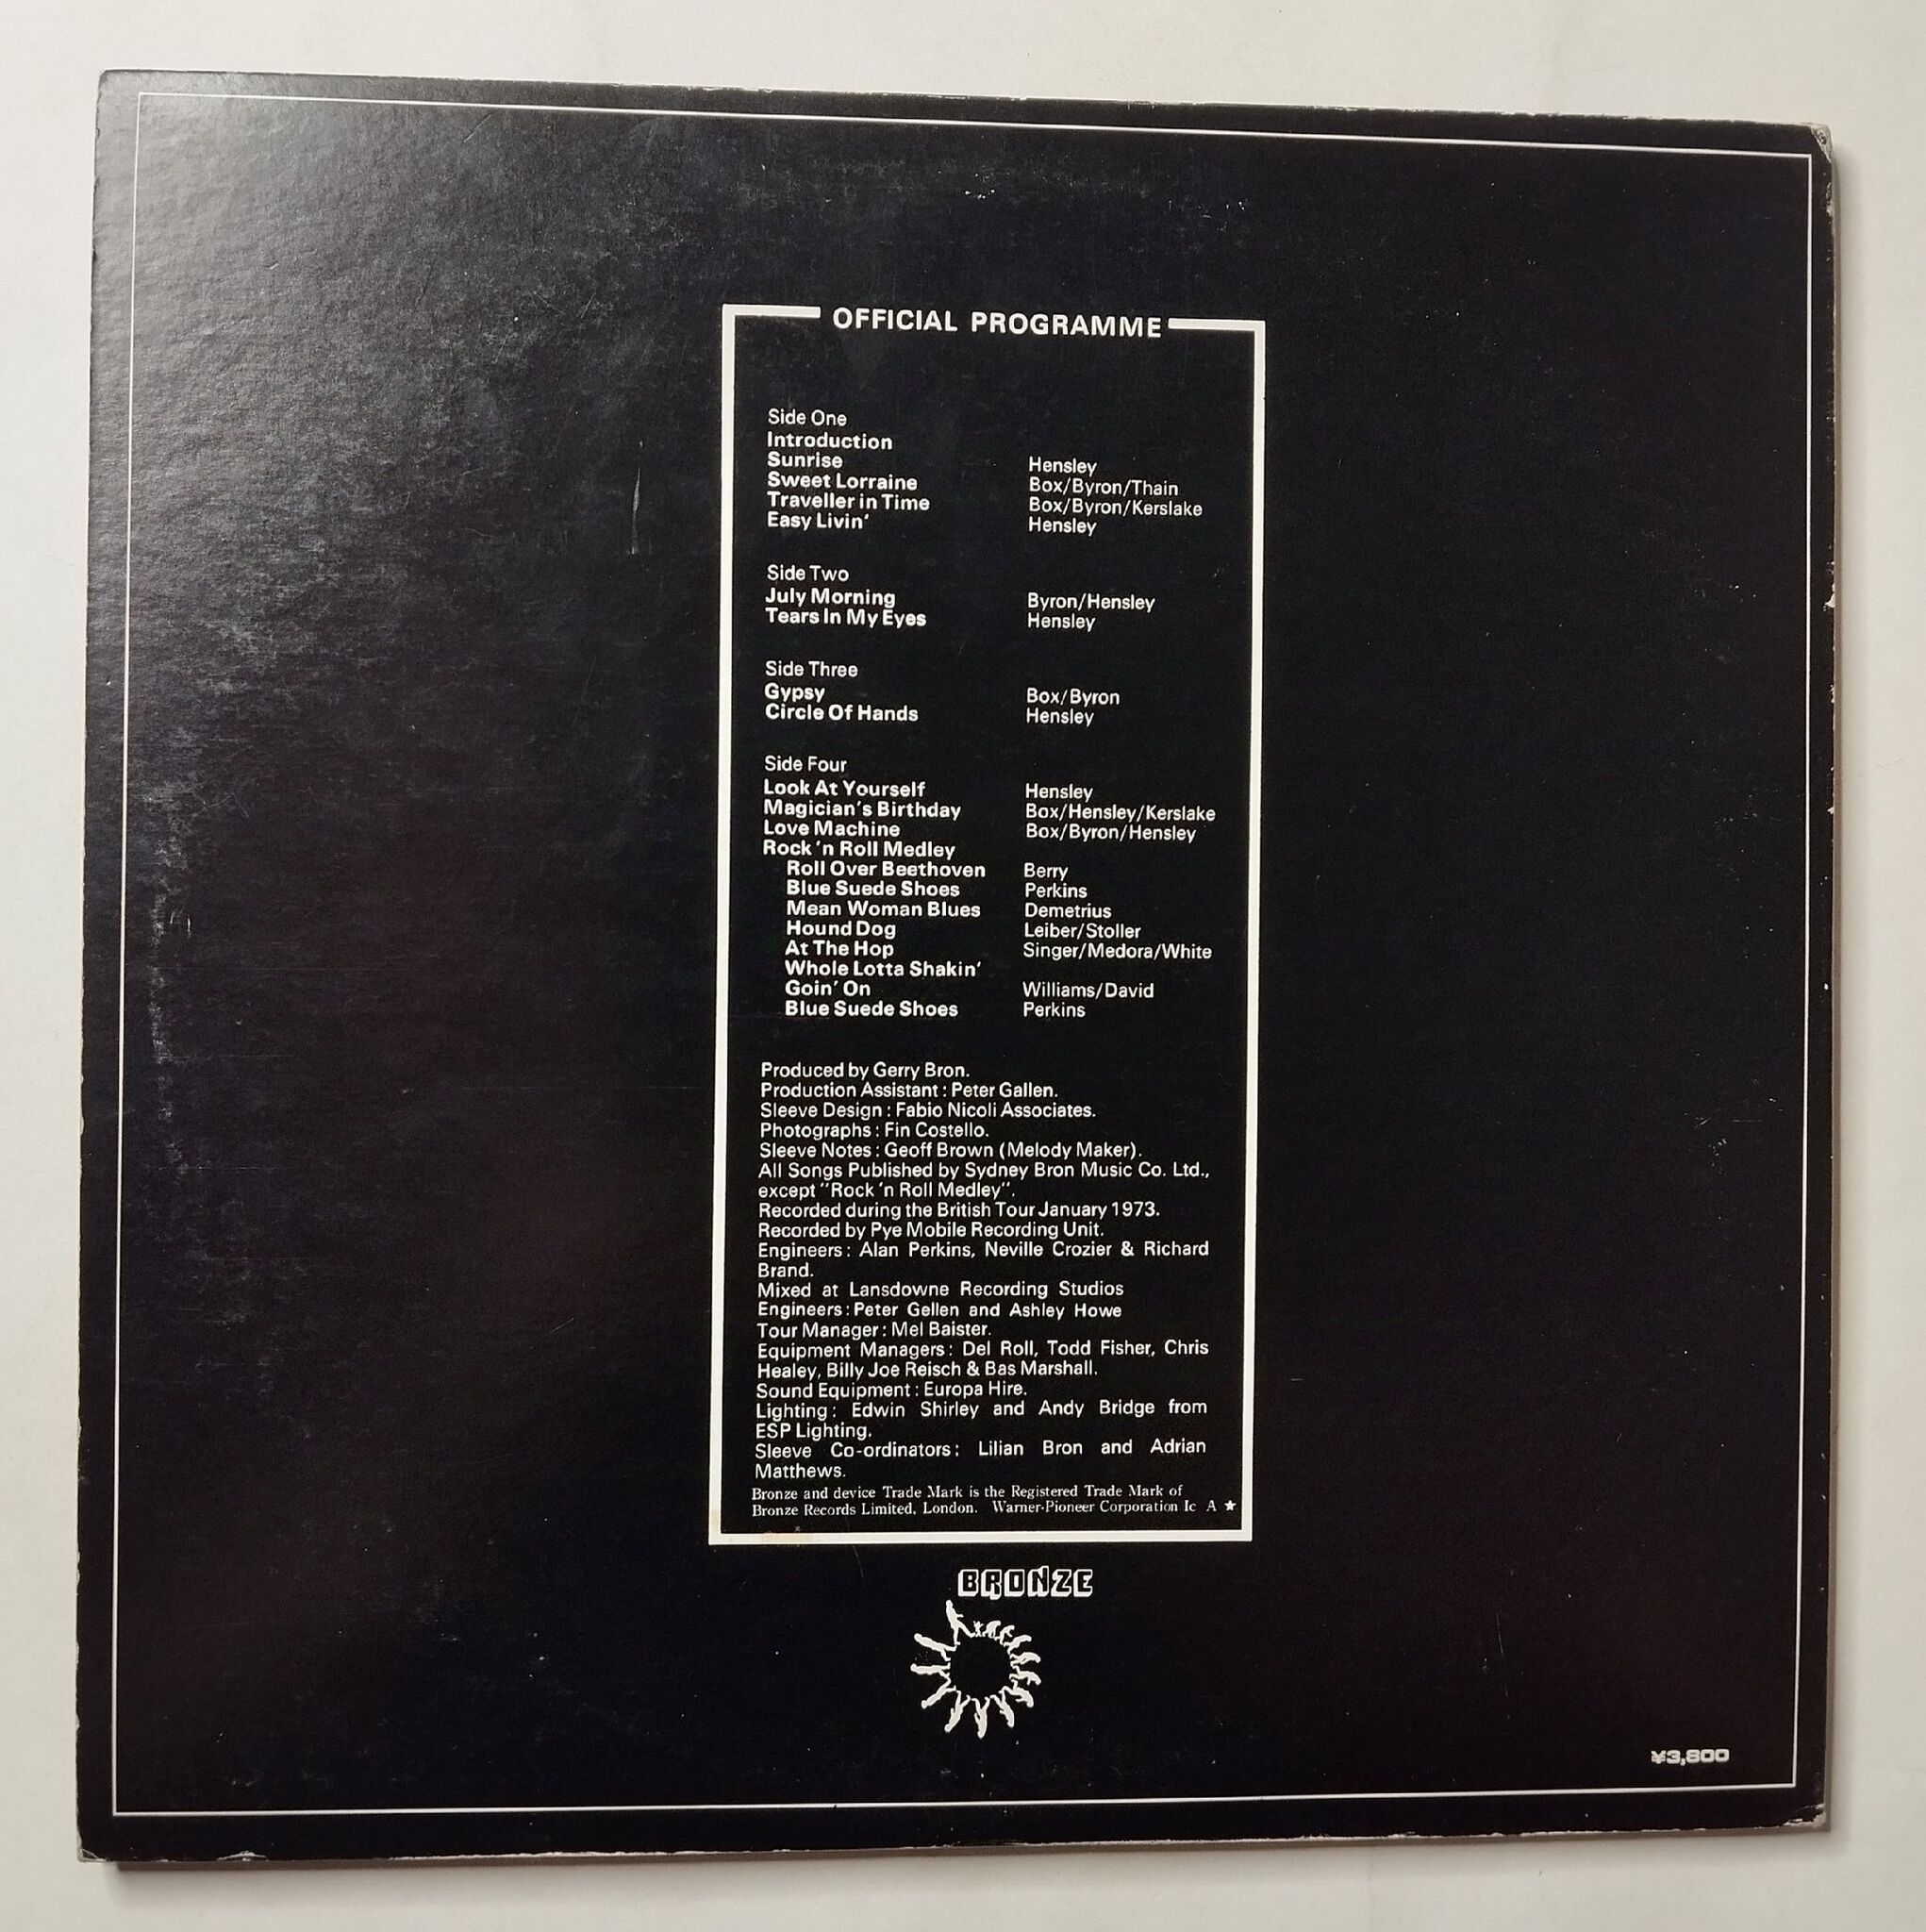 OFFICIAL PROGRAMME
Side One
Introduction
Sunrise Hensley
Sweet Lorraine Box/Byron/Thain
Traveller in Time Box/Byron/Kerslake
Easy Livin' Hensley
Side Two
July Morning Byron/Hensley
Tears In My Eyes Hensley
Side Three
Gypsy Box/Byron
Circle Of Hands Hensley
Side Four
Look At Yourself Hensley
Magician's Birthday Box/Hensley/Kerslake
Love Machine Box/Byron/Hensley
Rock 'n Roll Medley
Roll Over Beethoven Berry
Blue Suede Shoes Perkins
Mean Woman Blues Demetrius
Hound Dog Leiber/Stoller
At The Hop Singer/Medora/White
Whole Lotta Shakin'
Goin' On Williams/David
Blue Suede Shoes Perkins
Produced by Gerry Bron.
Production Assistant : Peter Gallen.
Sleeve Design : Fabio Nicoli Associates.
Photographs : Fin Costello.
Sleeve Notes : Geoff Brown (Melody Maker).
All Songs Published by Sydney Bron Music Co. Ltd.,
except "Rock 'n Roll Medley".
Recorded during the British Tour January 1973.
Recorded by Pye Mobile Recording Unit.
Engineers : Alan Perkins, Neville Crozier & Richard
Brand.
Mixed at Lansdowne Recording Studios
Engineers : Peter Gellen and Ashley Howe
Tour Manager : Mel Baister.
Equipment Managers : Del Roll, Todd Fisher, Chris
Healey, Billy Joe Reisch & Bas Marshall.
Sound Equipment : Europa Hire.
Lighting : Edwin Shirley and Andy Bridge from
ESP Lighting.
Sleeve Co-ordinators : Lilian Bron and Adrian
Matthews.
Bronze and device Trade Mark is the Registered Trade Mark of
Bronze Records Limited, London. Warner-Pioneer Corporation Ic A ★
BRONZE
¥3,800